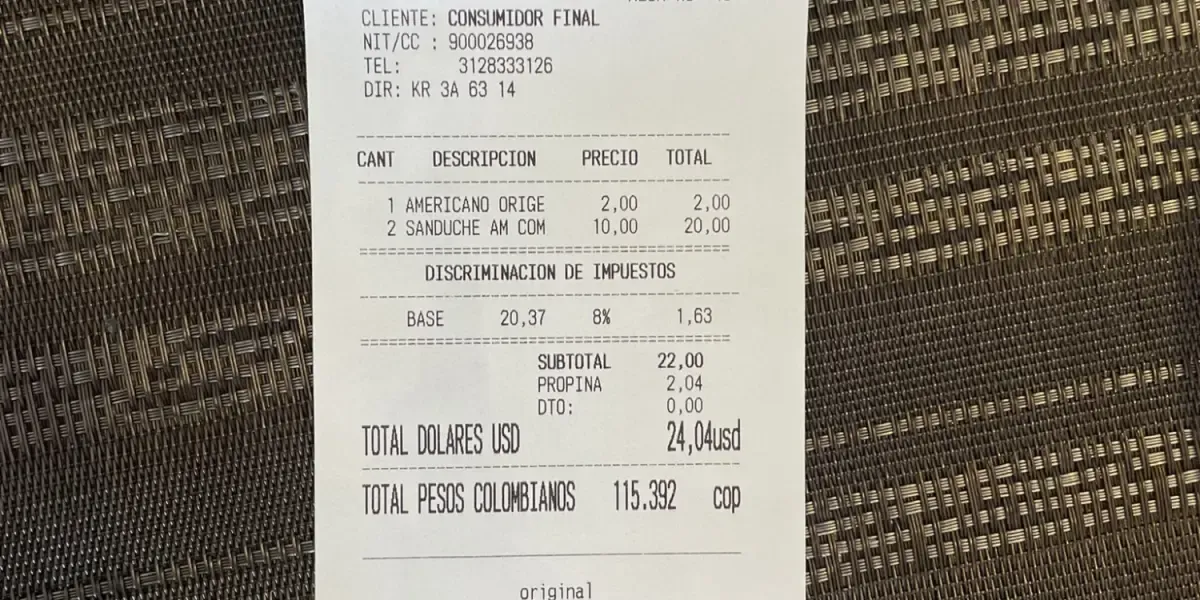 CLIENTE: CONSUMIDOR FINAL
NIT/CC : 900026938
TEL: 3128333126
DIR: KR 3A 63 14
CANT DESCRIPCION PRECIO TOTAL
1 AMERICANO ORIGE 2,00 2,00
2 SANDUCHE AM COM 10,00 20,00
DISCRIMINACION DE IMPUESTOS
BASE 20,37 8% 1,63
SUBTOTAL 22,00
PROPINA 2,04
DTO: 0,00
TOTAL DOLARES USD 24,04usd
TOTAL PESOS COLOMBIANOS 115.392 cop
original